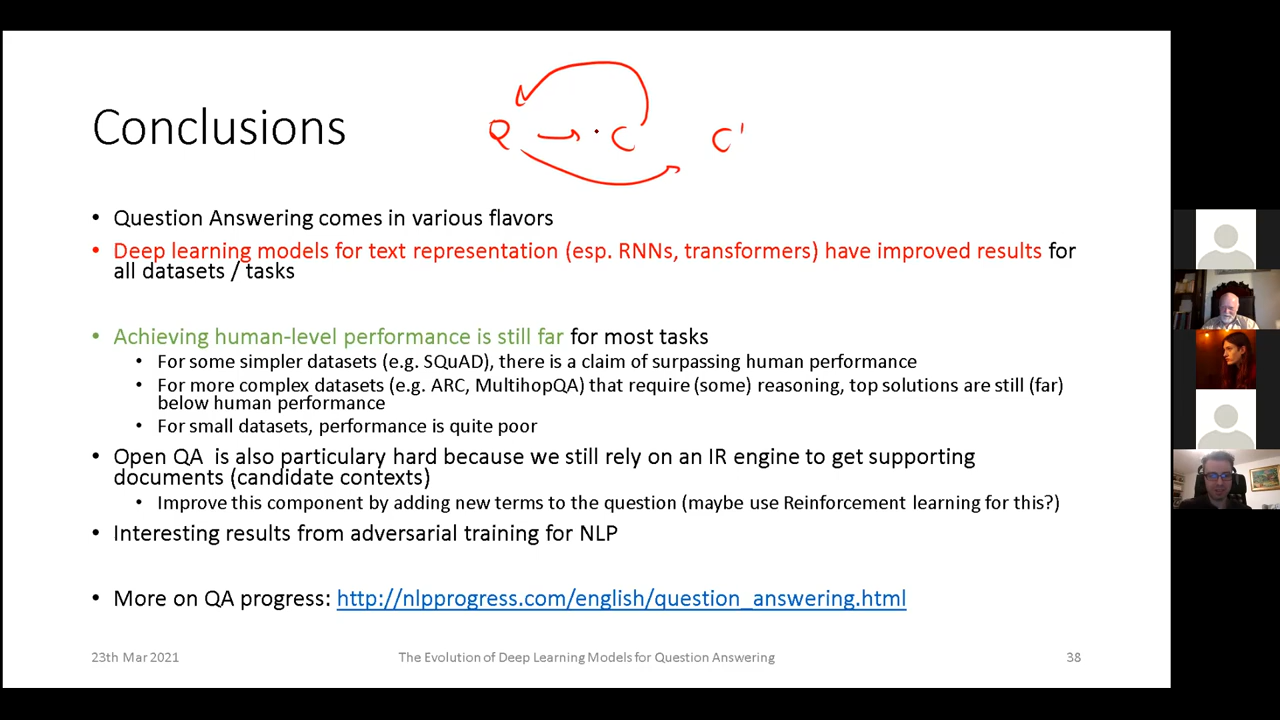 Q → C C'
Conclusions
• Question Answering comes in various flavors
• Deep learning models for text representation (esp. RNNs, transformers) have improved results for
all datasets / tasks
• Achieving human-level performance is still far for most tasks
• For some simpler datasets (e.g. SQuAD), there is a claim of surpassing human performance
• For more complex datasets (e.g. ARC, MultihopQA) that require (some) reasoning, top solutions are still (far)
below human performance
• For small datasets, performance is quite poor
• Open QA is also particulary hard because we still rely on an IR engine to get supporting
documents (candidate contexts)
• Improve this component by adding new terms to the question (maybe use Reinforcement learning for this?)
• Interesting results from adversarial training for NLP
• More on QA progress: http://nlpprogress.com/english/question_answering.html
23th Mar 2021
The Evolution of Deep Learning Models for Question Answering
38